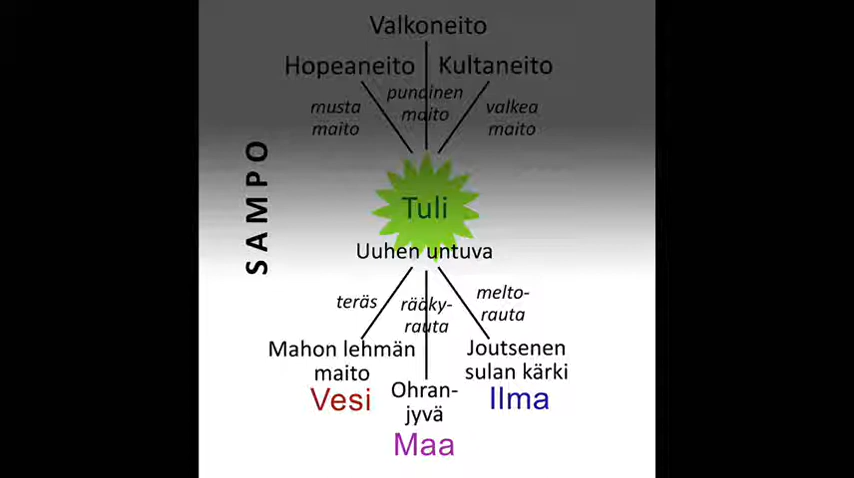 Valkoneito
Hopeaneito
Kultaneito
musta
maito
punainen
maito
valkea
maito
SAMPO
Tuli
Uuhen untuva
teräs
rääky-
rauta
melto-
rauta
Mahon lehmän
maito
Vesi
Ohran-
jyvä
Maa
Joutsenen
sulan kärki
Ilma